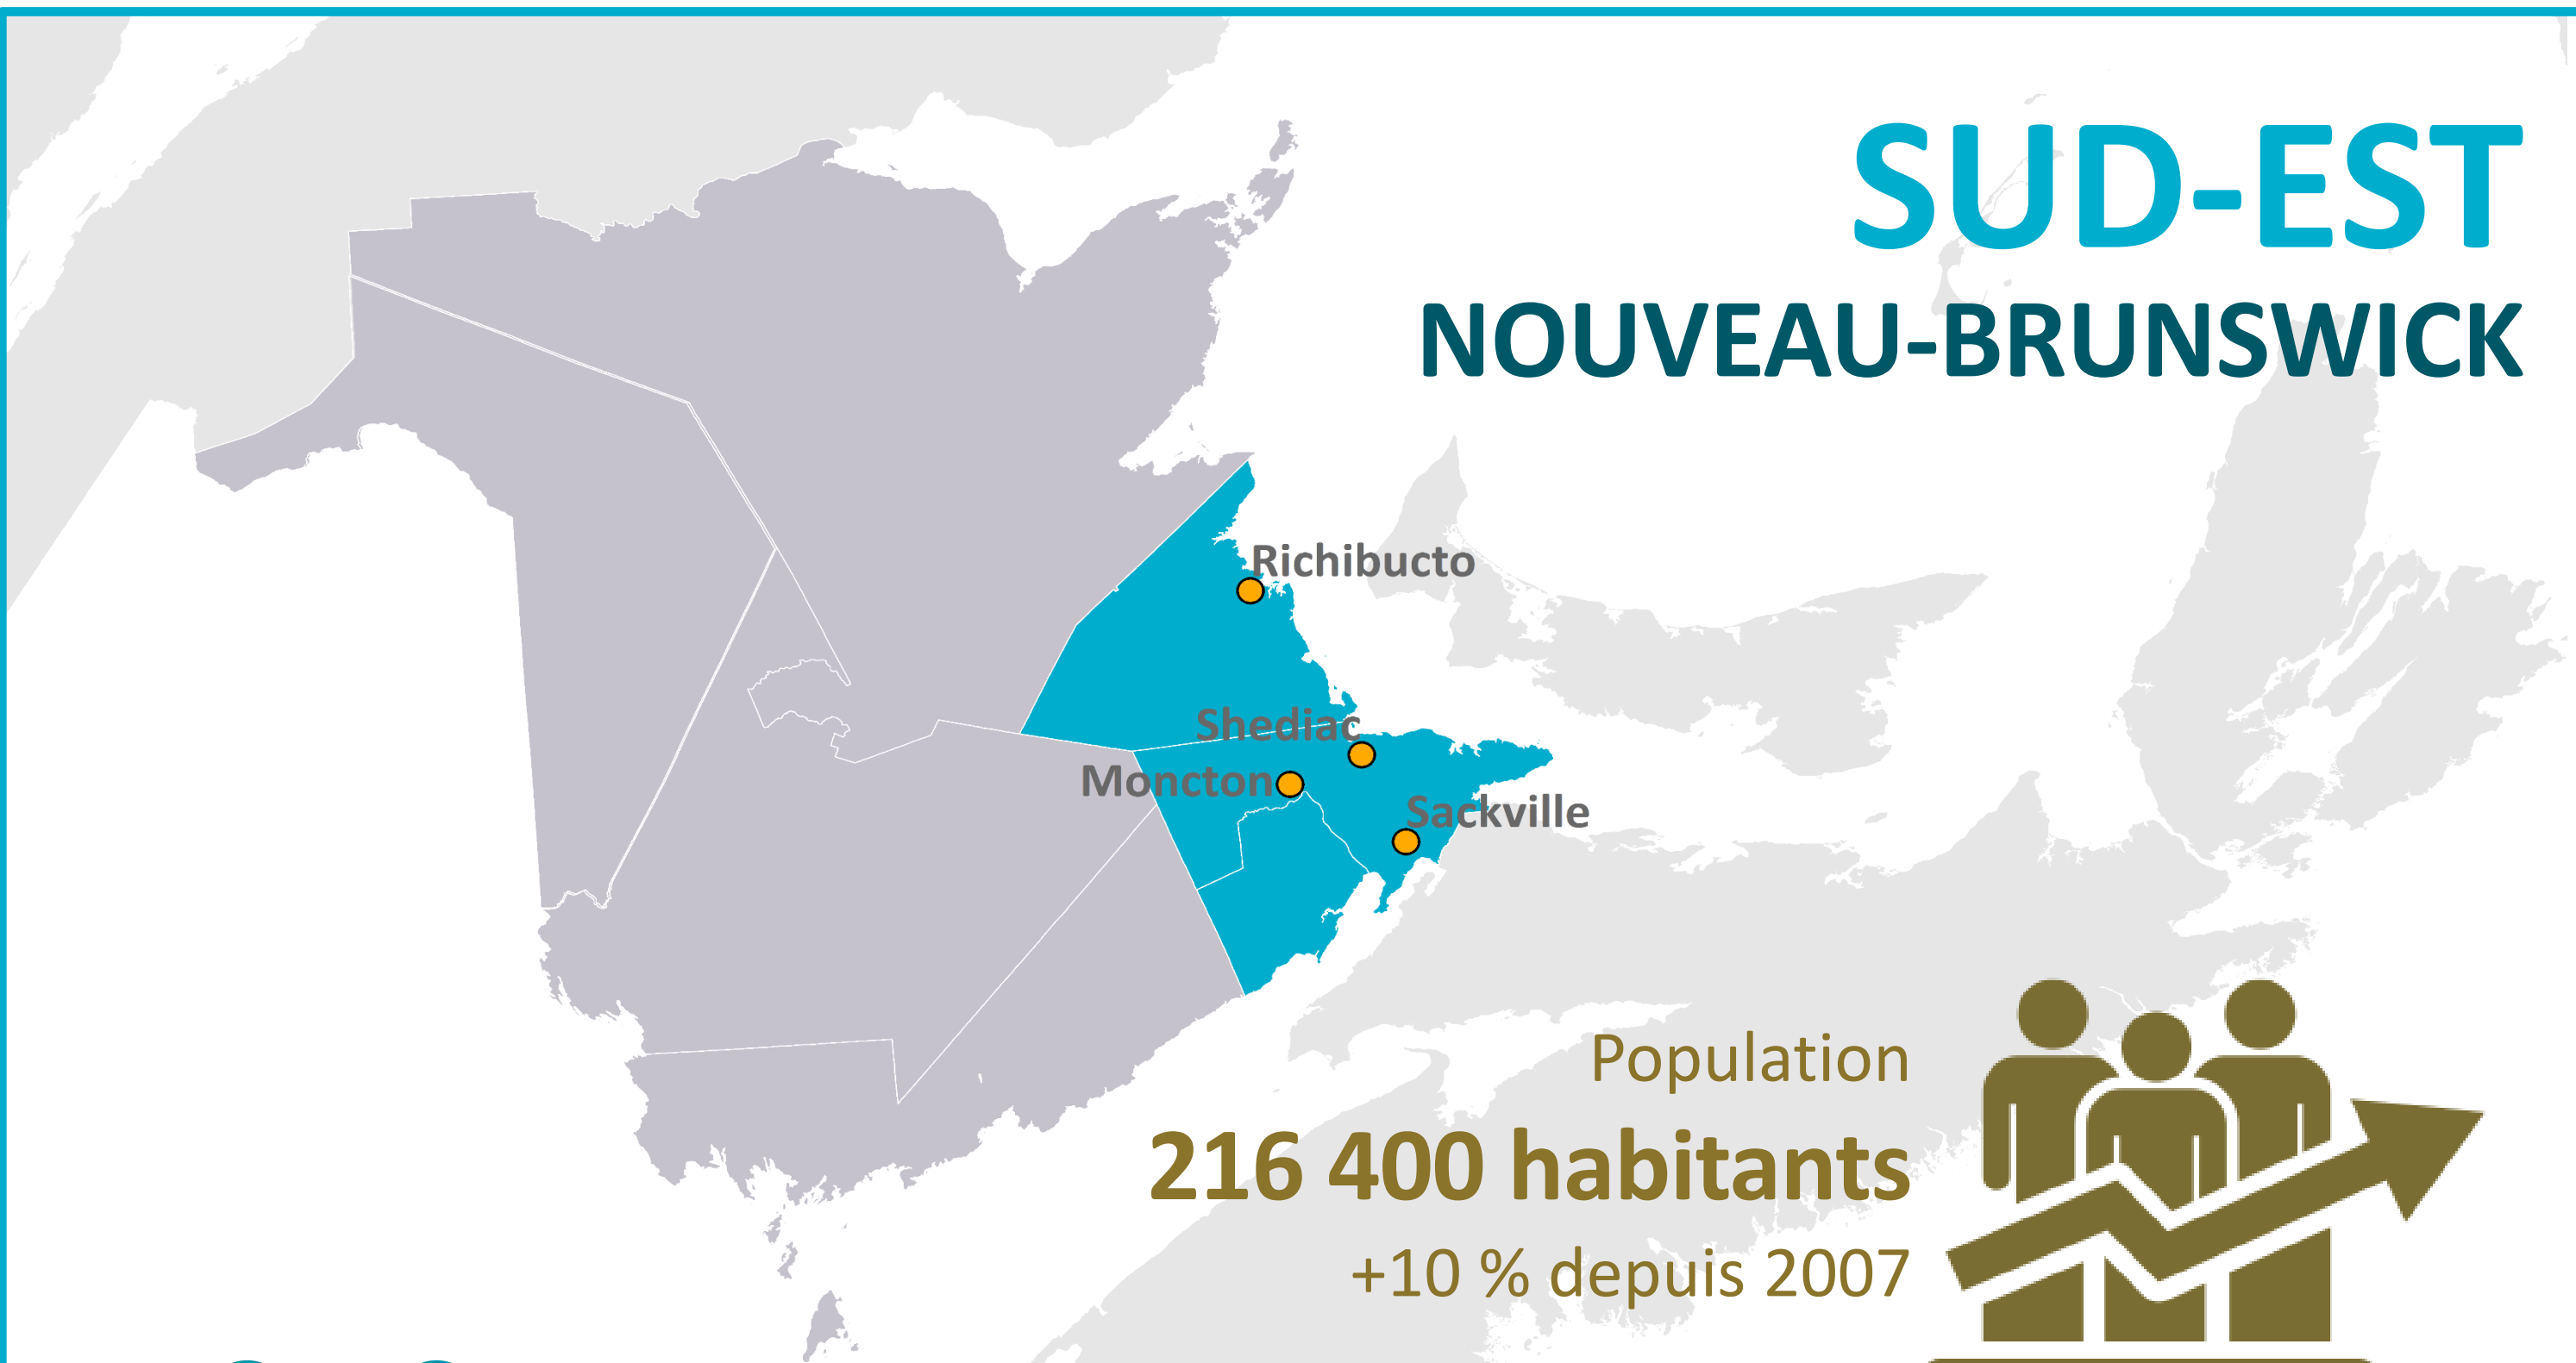 SUD-EST
NOUVEAU-BRUNSWICK
Richibucto
Shediac
Moncton
Sackville
Population
216 400 habitants
+10 % depuis 2007